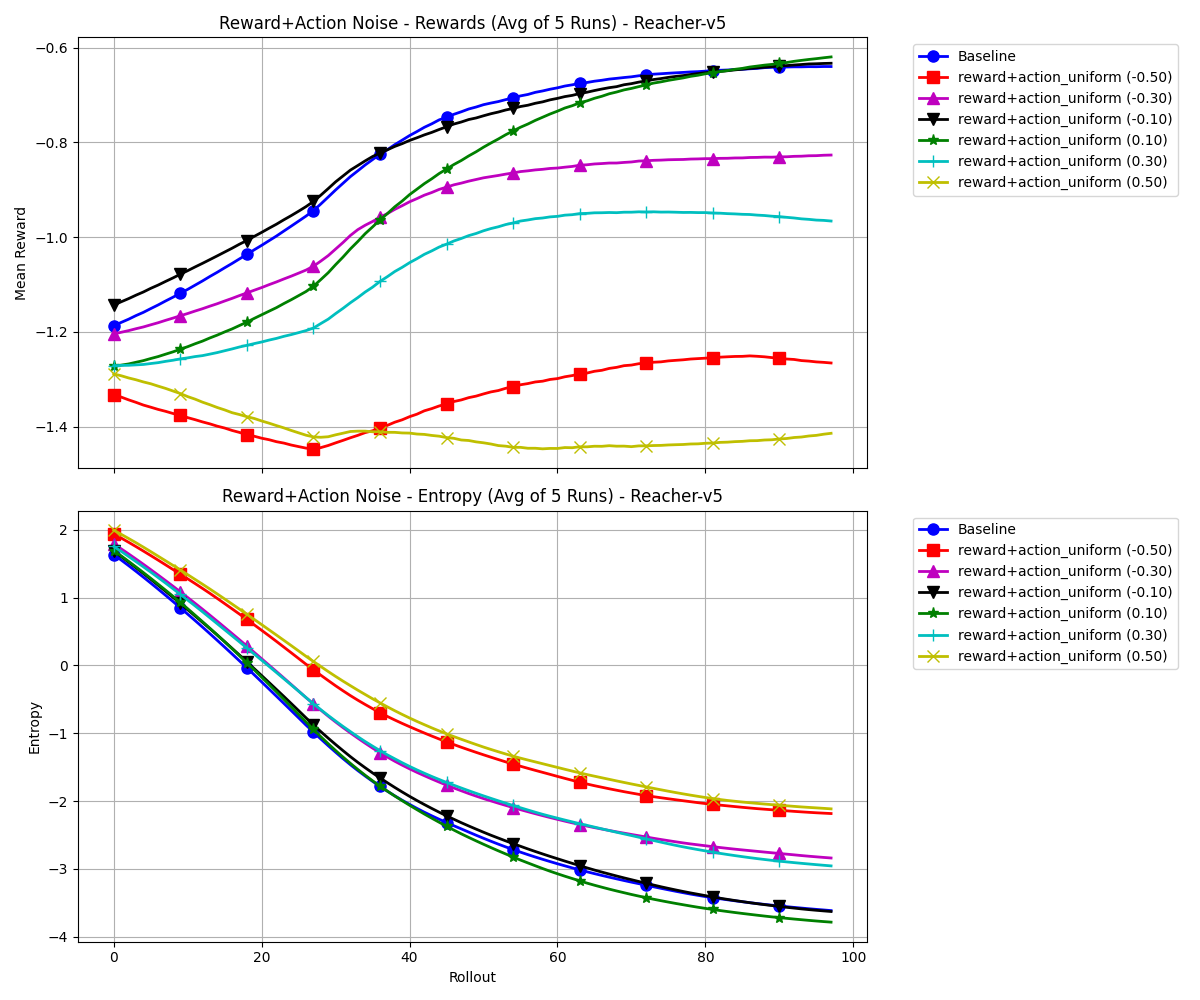 Reward+Action Noise - Rewards (Avg of 5 Runs) - Reacher-v5
−0.6
−0.8
−1.0
−1.2
−1.4
Mean Reward
Baseline
reward+action_uniform (-0.50)
reward+action_uniform (-0.30)
reward+action_uniform (-0.10)
reward+action_uniform (0.10)
reward+action_uniform (0.30)
reward+action_uniform (0.50)
Reward+Action Noise - Entropy (Avg of 5 Runs) - Reacher-v5
2
1
0
−1
−2
−3
−4
Entropy
0 20 40 60 80 100
Rollout
Baseline
reward+action_uniform (-0.50)
reward+action_uniform (-0.30)
reward+action_uniform (-0.10)
reward+action_uniform (0.10)
reward+action_uniform (0.30)
reward+action_uniform (0.50)